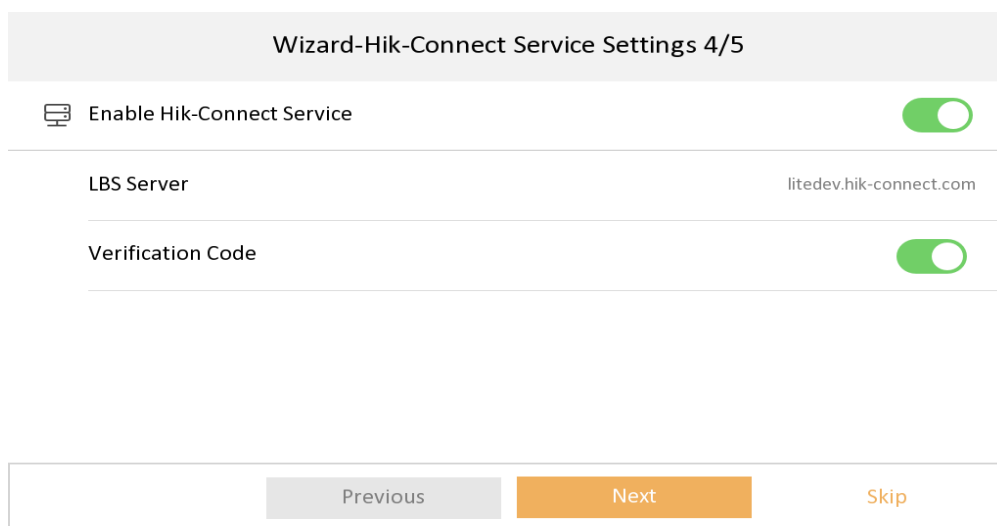 Wizard-Hik-Connect Service Settings 4/5
Enable Hik-Connect Service
LBS Server litedev.hik-connect.com
Verification Code
Previous Next Skip